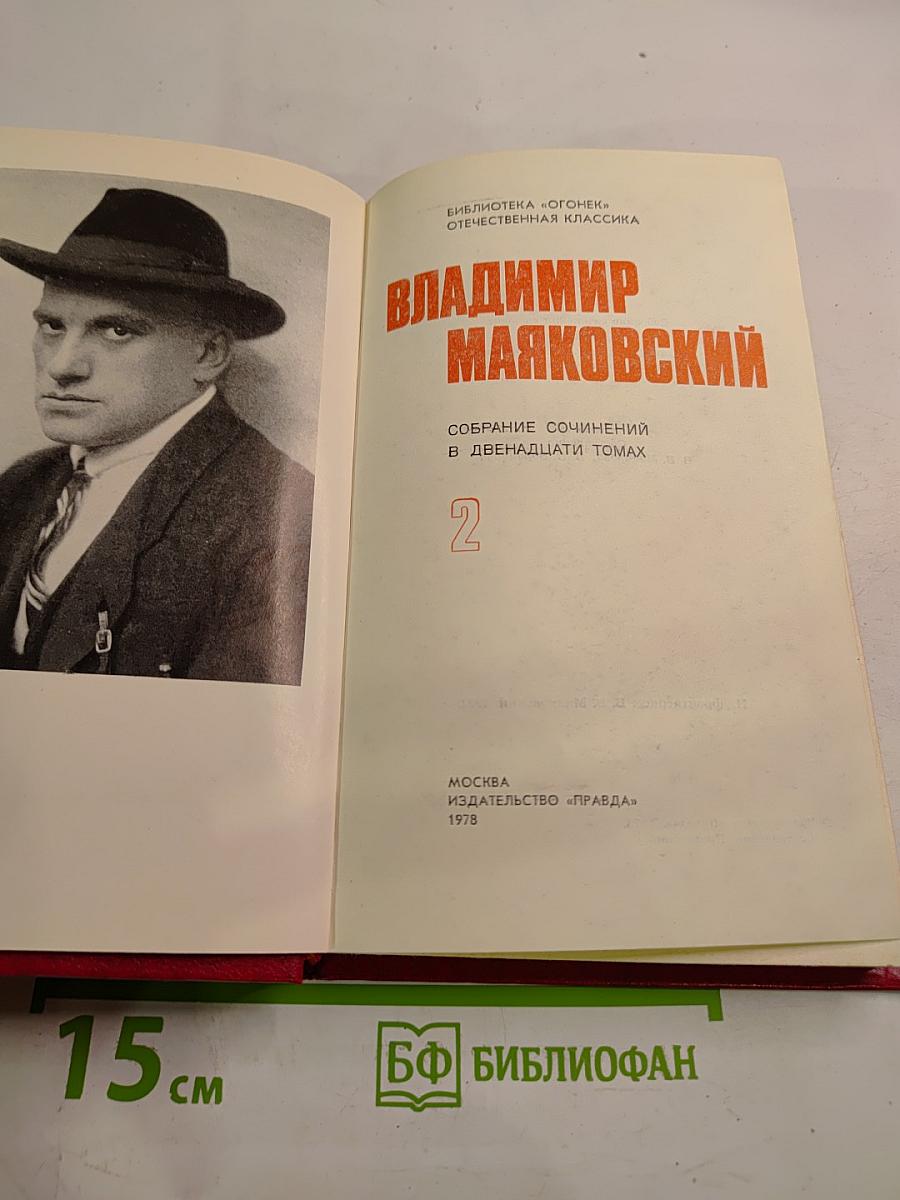 БИБЛИОТЕКА «ОГОНЕК»
ОТЕЧЕСТВЕННАЯ КЛАССИКА
ВЛАДИМИР
МАЯКОВСКИЙ
СОБРАНИЕ СОЧИНЕНИЙ
В ДВЕНАДЦАТИ ТОМАХ
2
МОСКВА
ИЗДАТЕЛЬСТВО «ПРАВДА»
1978
15 см
БФ БИБЛИОФАН